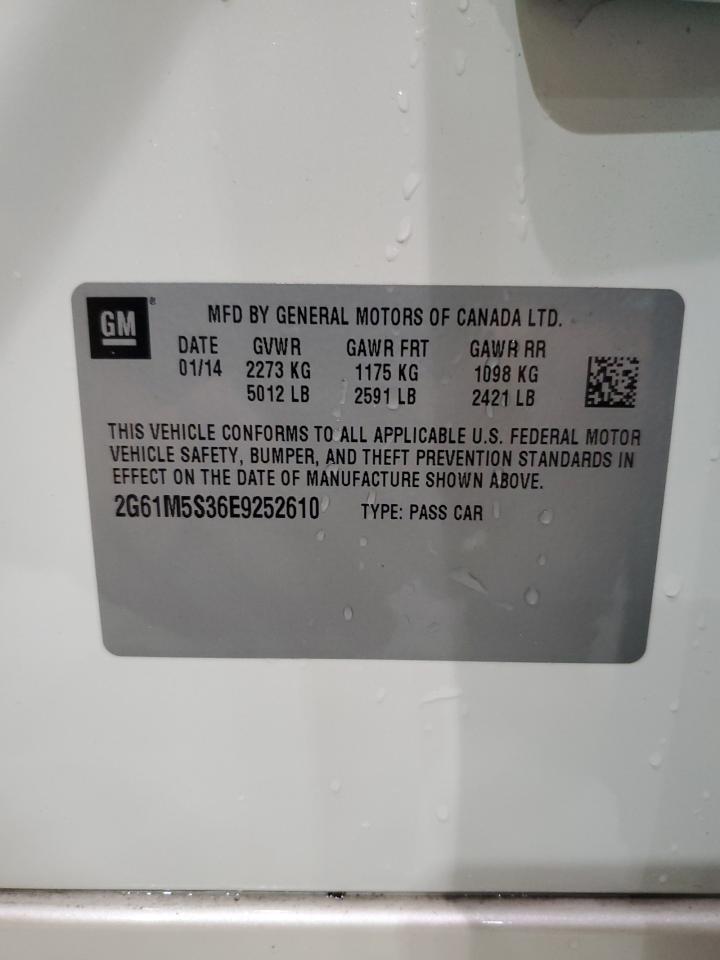 GM ®
MFD BY GENERAL MOTORS OF CANADA LTD.
DATE GVWR GAWR FRT GAWR RR
01/14 2273 KG 1175 KG 1098 KG
5012 LB 2591 LB 2421 LB
THIS VEHICLE CONFORMS TO ALL APPLICABLE U.S. FEDERAL MOTOR
VEHICLE SAFETY, BUMPER, AND THEFT PREVENTION STANDARDS IN
EFFECT ON THE DATE OF MANUFACTURE SHOWN ABOVE.
2G61M5S36E9252610 TYPE: PASS CAR